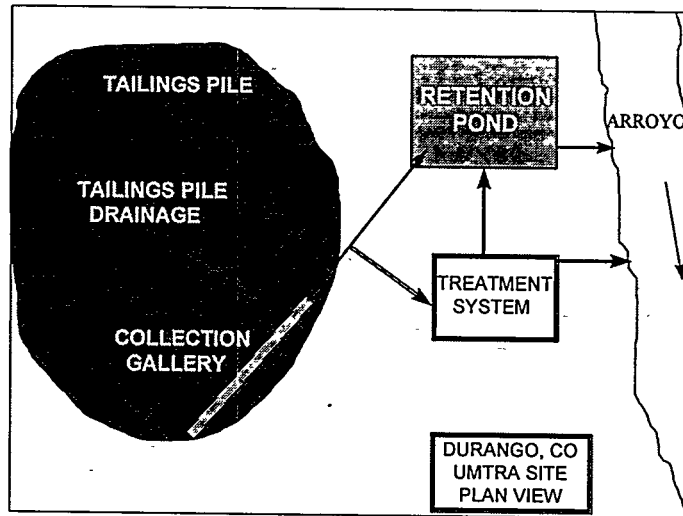 TAILINGS PILE
RETENTION
POND
ARROYO
TAILINGS PILE
DRAINAGE
TREATMENT
SYSTEM
COLLECTION
GALLERY
DURANGO, CO
UMTRA SITE
PLAN VIEW